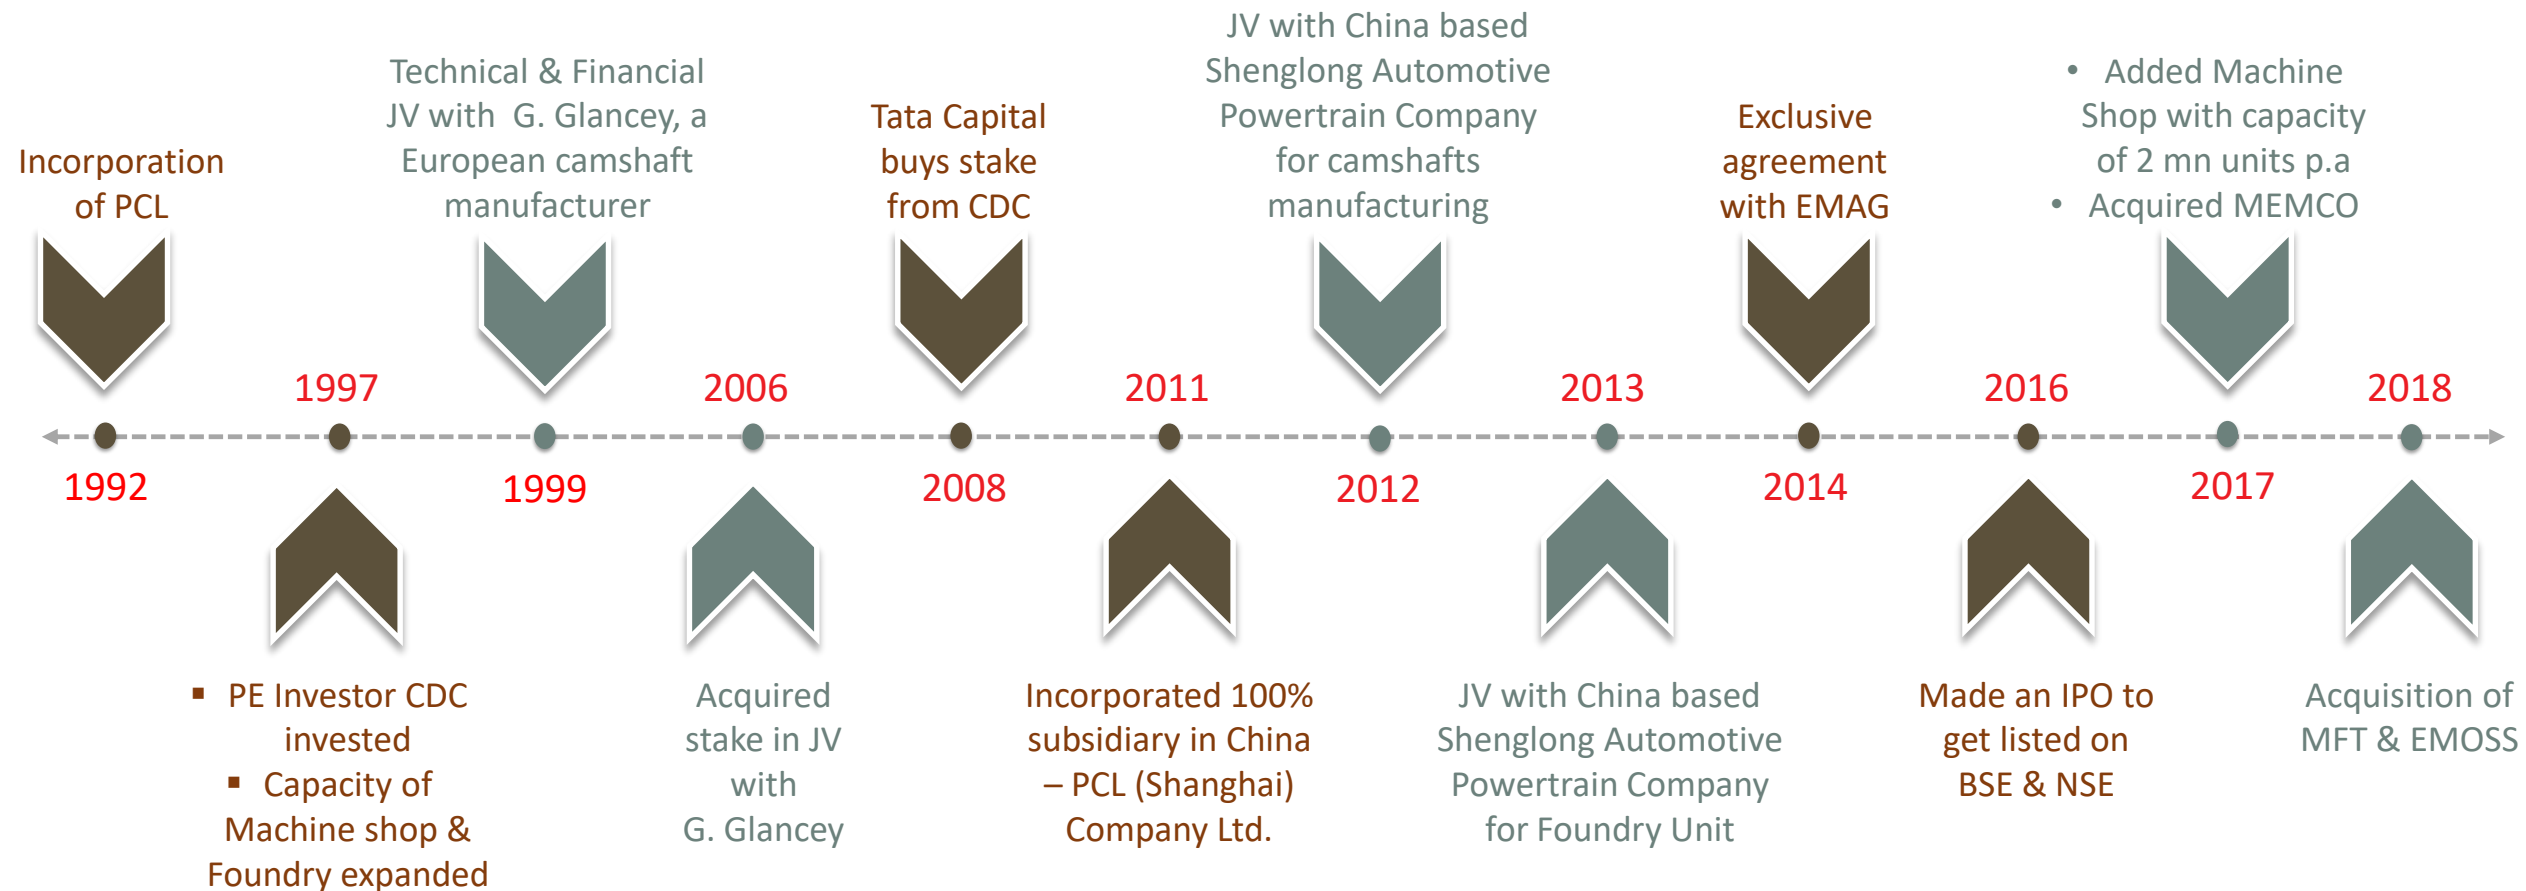 Incorporation
of PCL
Technical & Financial
JV with G. Glancey, a
European camshaft
manufacturer
Tata Capital
buys stake
from CDC
JV with China based
Shenglong Automotive
Powertrain Company
for camshafts
manufacturing
Exclusive
agreement
with EMAG
• Added Machine
Shop with capacity
of 2 mn units p.a
• Acquired MEMCO
1997
2006
2011
2013
2016
2018
1992
1999
2008
2012
2014
2017
▪ PE Investor CDC
invested
▪ Capacity of
Machine shop &
Foundry expanded
Acquired
stake in JV
with
G. Glancey
Incorporated 100%
subsidiary in China
– PCL (Shanghai)
Company Ltd.
JV with China based
Shenglong Automotive
Powertrain Company
for Foundry Unit
Made an IPO to
get listed on
BSE & NSE
Acquisition of
MFT & EMOSS